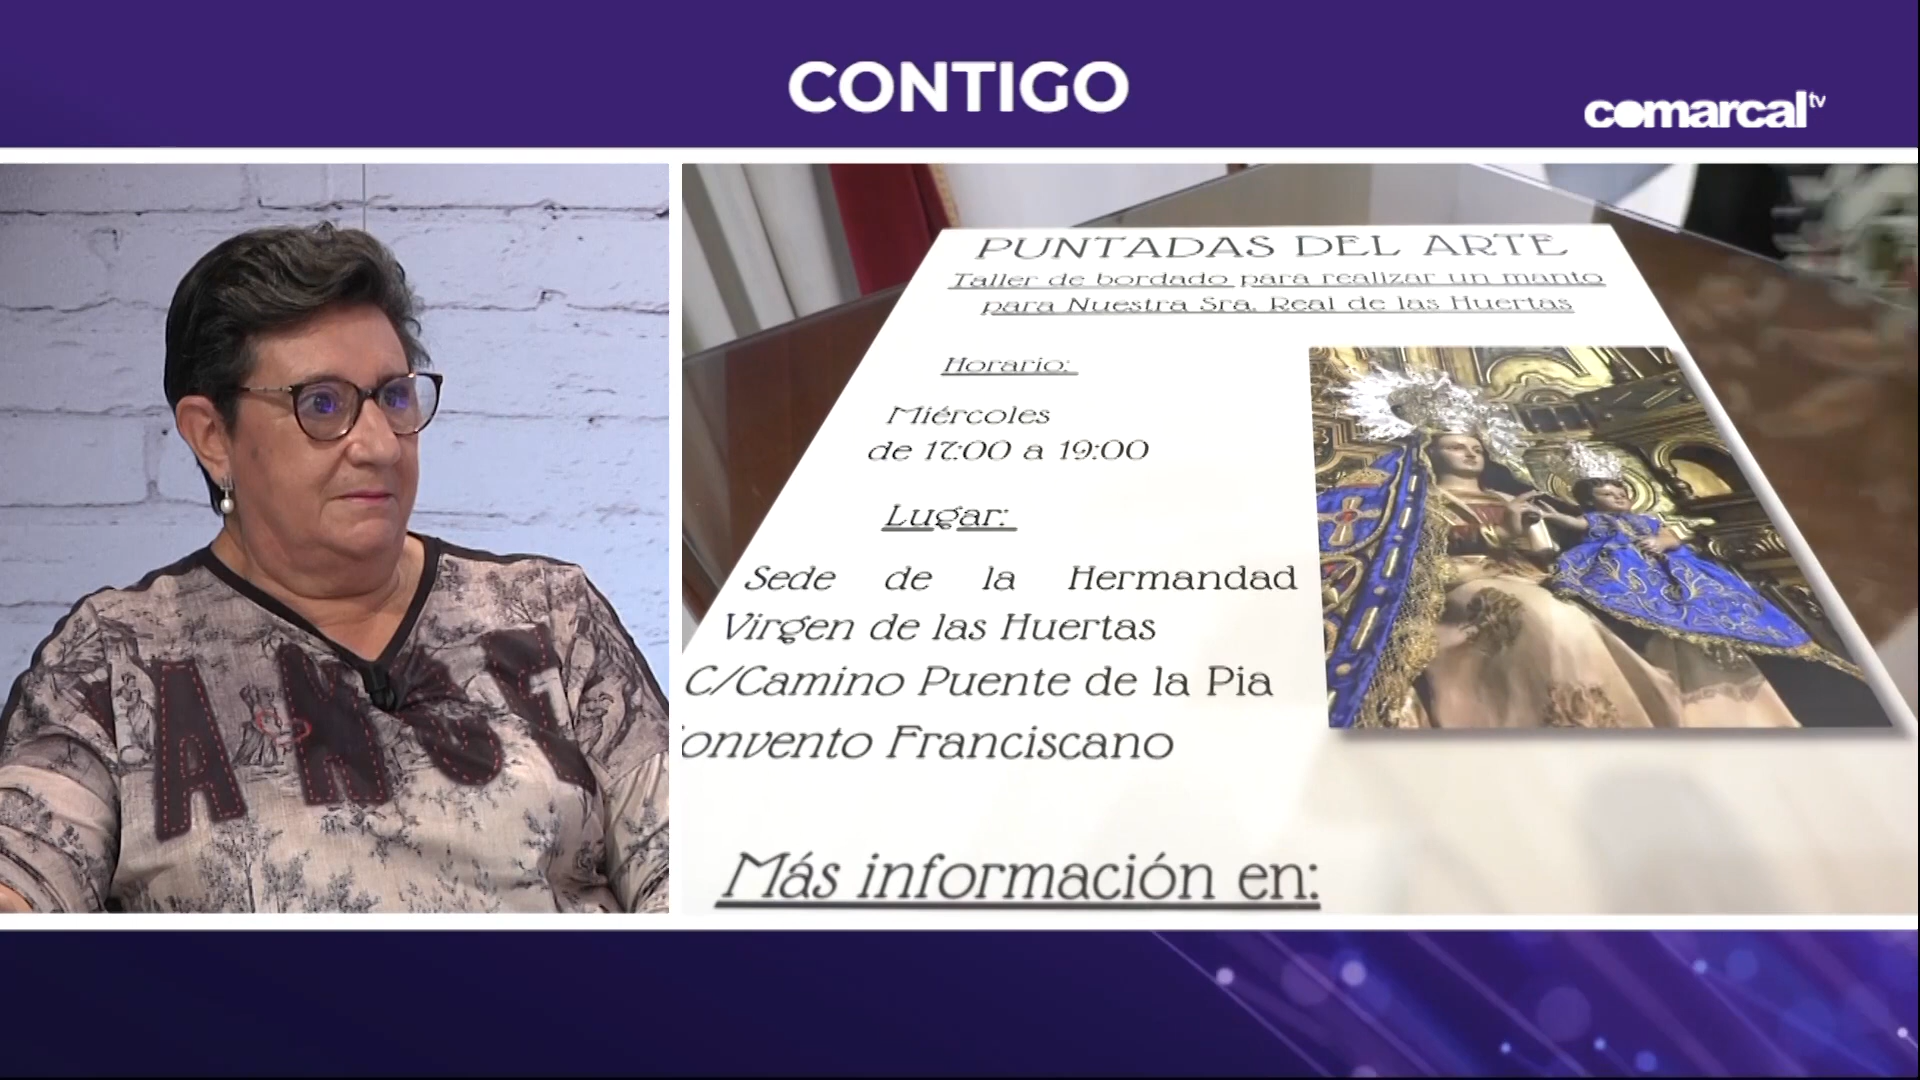 CONTIGO
comarcal tv
PUNTADAS DEL ARTE
Taller de bordado para realizar un manto
para Nuestra Sra. Real de las Huertas
Horario:
Miércoles
de 17:00 a 19:00
Lugar:
Sede de la Hermandad
Virgen de las Huertas
C/Camino Puente de la Pia
onvento Franciscano
Más información en: